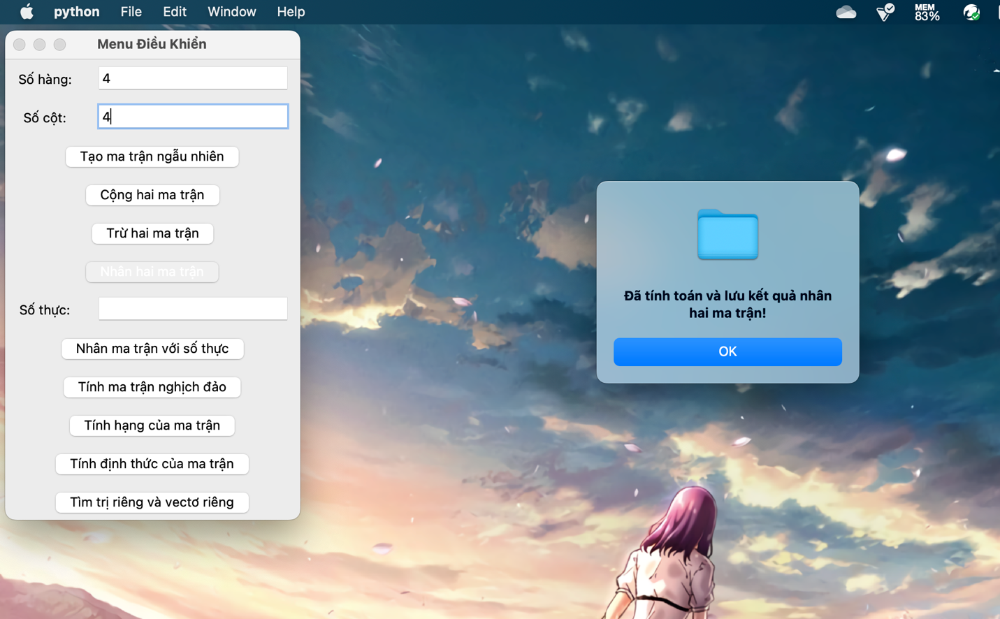 python File Edit Window Help MEM 83%
Menu Điều Khiển
Số hàng: 4
Số cột: 4
Tạo ma trận ngẫu nhiên
Cộng hai ma trận
Trừ hai ma trận
Nhân hai ma trận
Số thực:
Nhân ma trận với số thực
Tính ma trận nghịch đảo
Tính hạng của ma trận
Tính định thức của ma trận
Tìm trị riêng và vectơ riêng
Đã tính toán và lưu kết quả nhân
hai ma trận!
OK